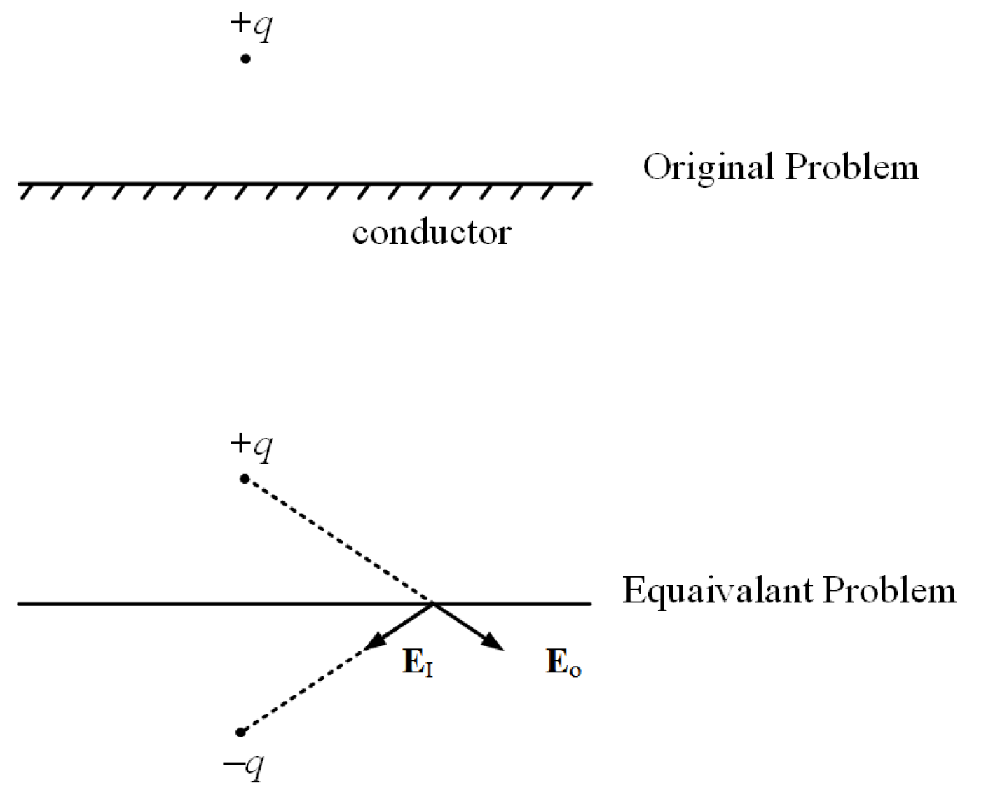 +q
Original Problem
conductor
+q
Equaivalant Problem
E_I
E_o
−q